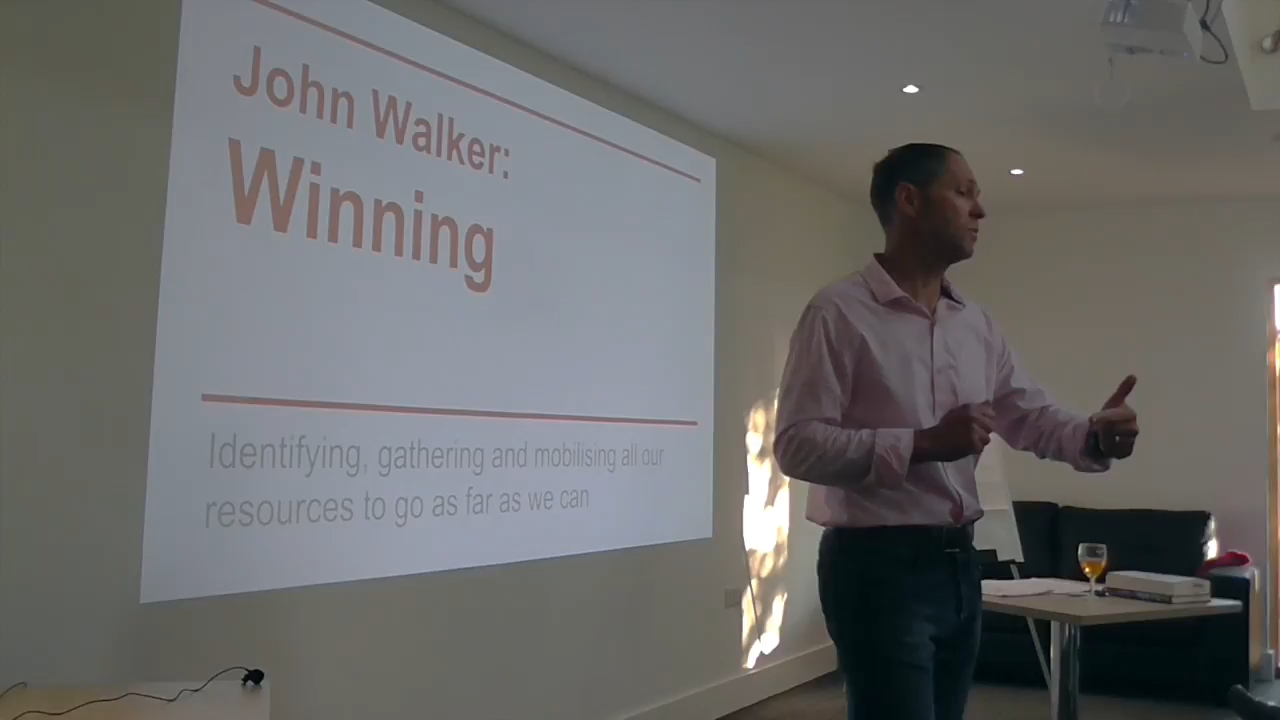 John Walker:
Winning
Identifying, gathering and mobilising all our
resources to go as far as we can